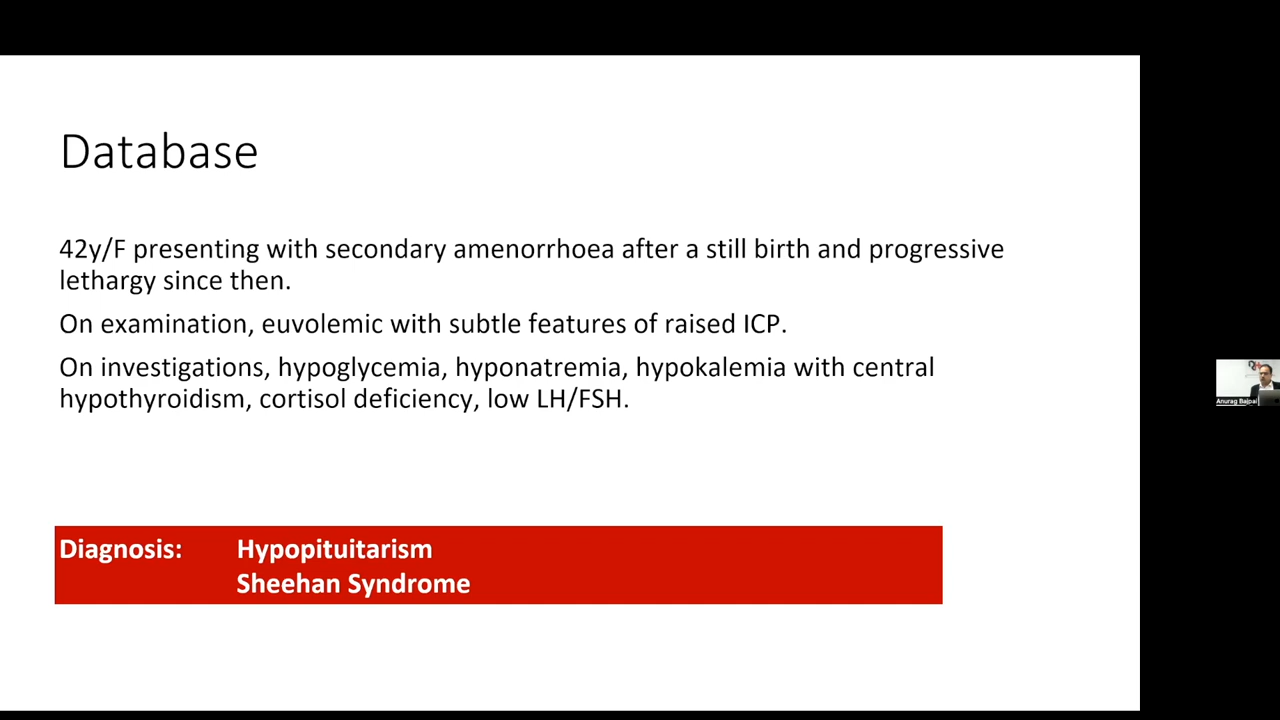 Database
42y/F presenting with secondary amenorrhoea after a still birth and progressive
lethargy since then.
On examination, euvolemic with subtle features of raised ICP.
On investigations, hypoglycemia, hyponatremia, hypokalemia with central
hypothyroidism, cortisol deficiency, low LH/FSH.
Diagnosis: Hypopituitarism
Sheehan Syndrome
Anurag Bajpai